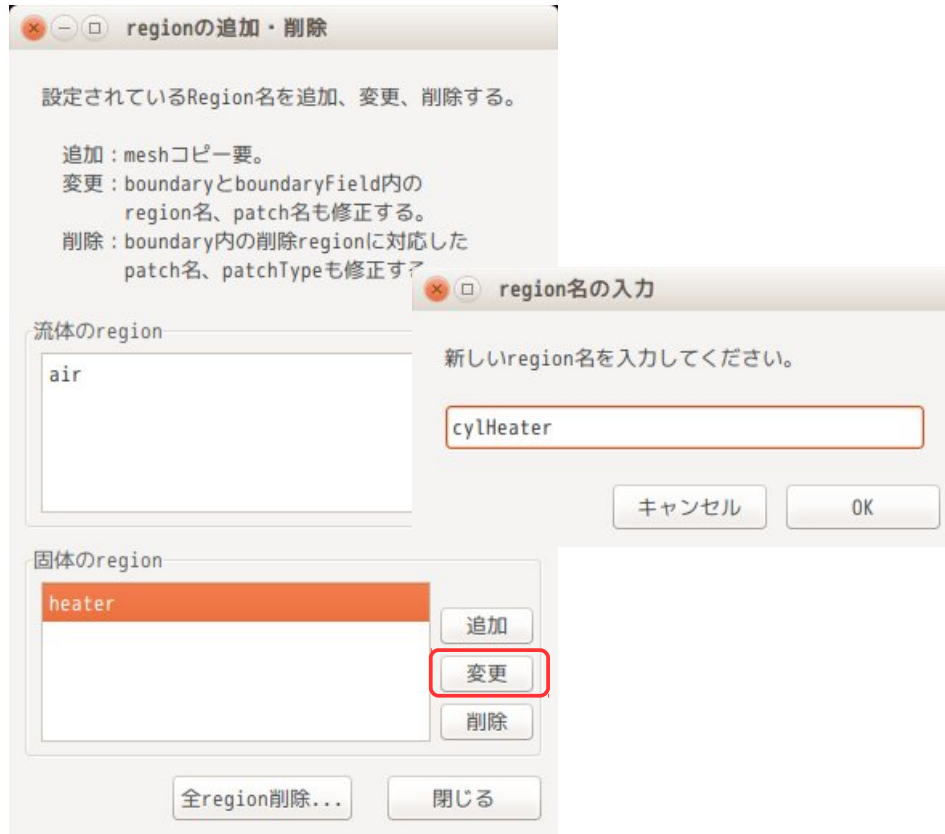 regionの追加・削除
設定されているRegion名を追加、変更、削除する。
追加：meshコピー要。
変更：boundaryとboundaryField内の
region名、patch名も修正する。
削除：boundary内の削除regionに対応した
patch名、patchTypeも修正す
region名の入力
新しいregion名を入力してください。
cylHeater
キャンセル
OK
流体のregion
air
固体のregion
heater
追加
変更
削除
全region削除...
閉じる